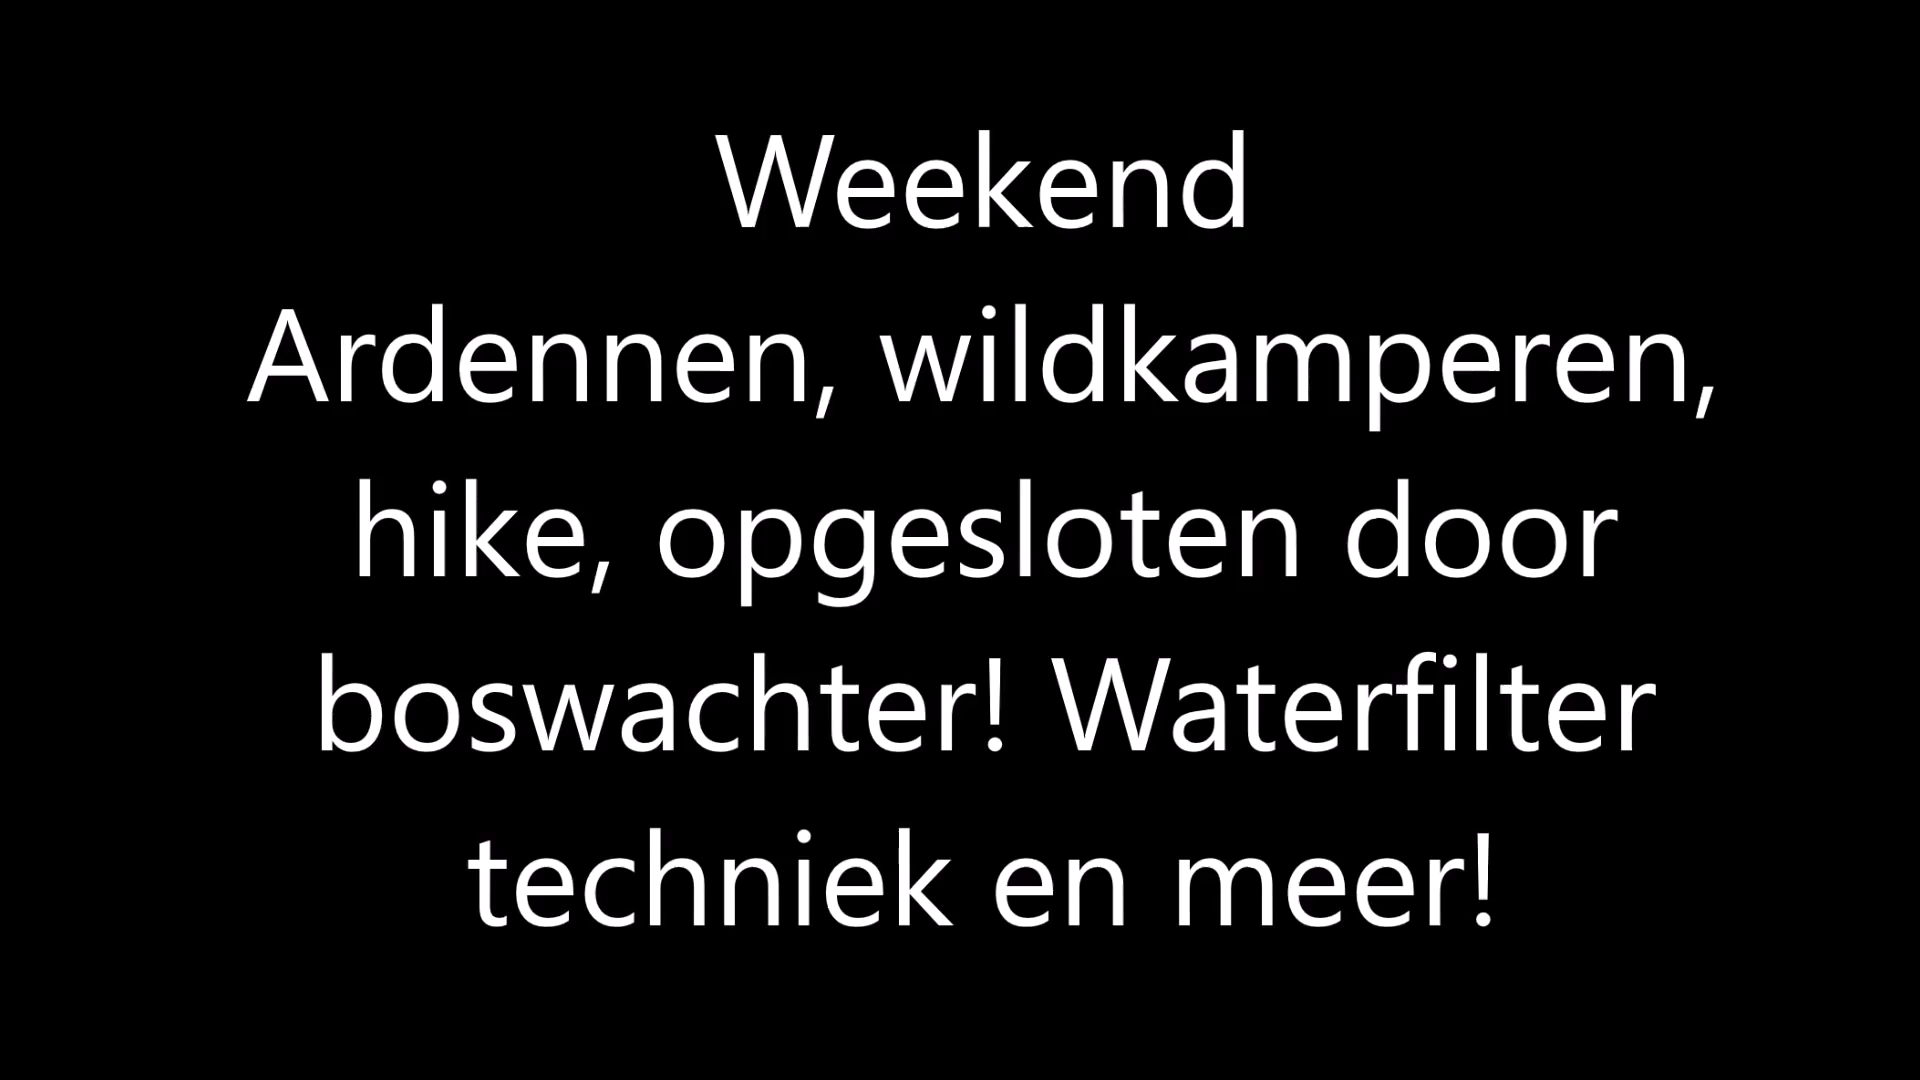 Weekend
Ardennen, wildkamperen,
hike, opgesloten door
boswachter! Waterfilter
techniek en meer!